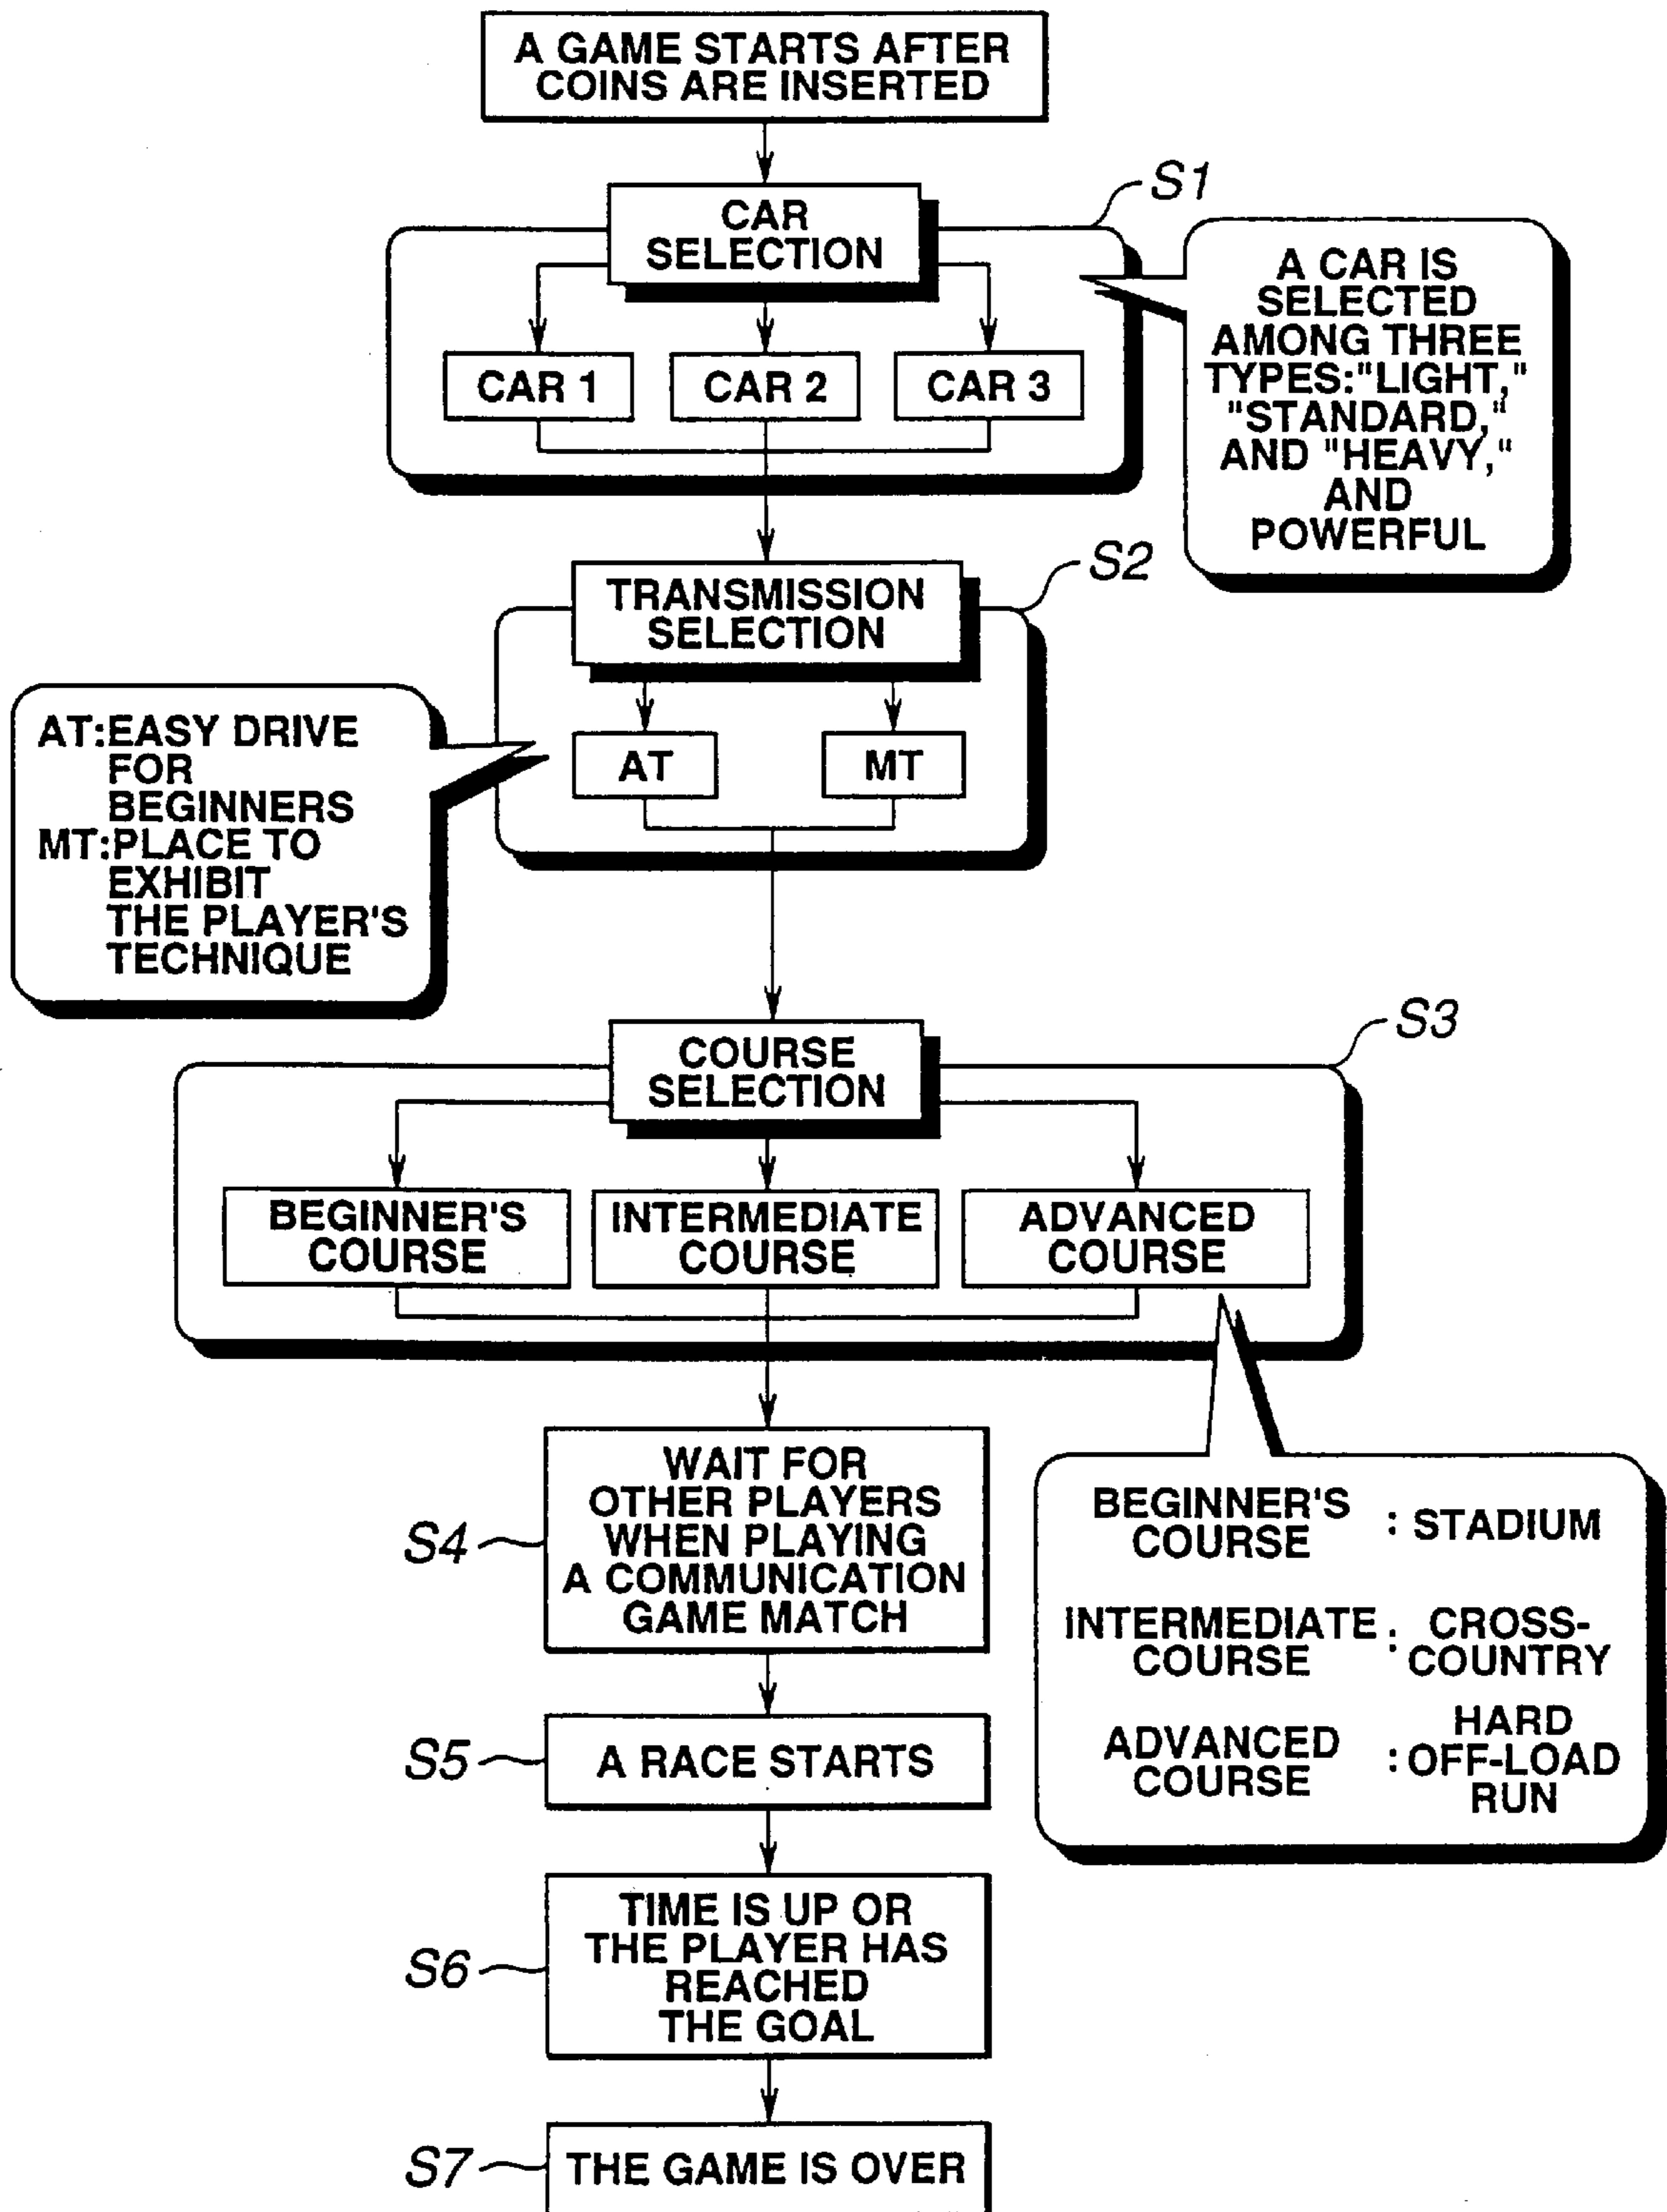 A GAME STARTS AFTER
COINS ARE INSERTED
S1
CAR
SELECTION
CAR 1
CAR 2
CAR 3
A CAR IS
SELECTED
AMONG THREE
TYPES:"LIGHT,"
"STANDARD,"
AND "HEAVY,"
AND
POWERFUL
S2
TRANSMISSION
SELECTION
AT
MT
AT:EASY DRIVE
FOR
BEGINNERS
MT:PLACE TO
EXHIBIT
THE PLAYER'S
TECHNIQUE
S3
COURSE
SELECTION
BEGINNER'S
COURSE
INTERMEDIATE
COURSE
ADVANCED
COURSE
BEGINNER'S
COURSE
: STADIUM
INTERMEDIATE
COURSE
: CROSS-
COUNTRY
ADVANCED
COURSE
: HARD
OFF-LOAD
RUN
S4
WAIT FOR
OTHER PLAYERS
WHEN PLAYING
A COMMUNICATION
GAME MATCH
S5
A RACE STARTS
S6
TIME IS UP OR
THE PLAYER HAS
REACHED
THE GOAL
S7
THE GAME IS OVER